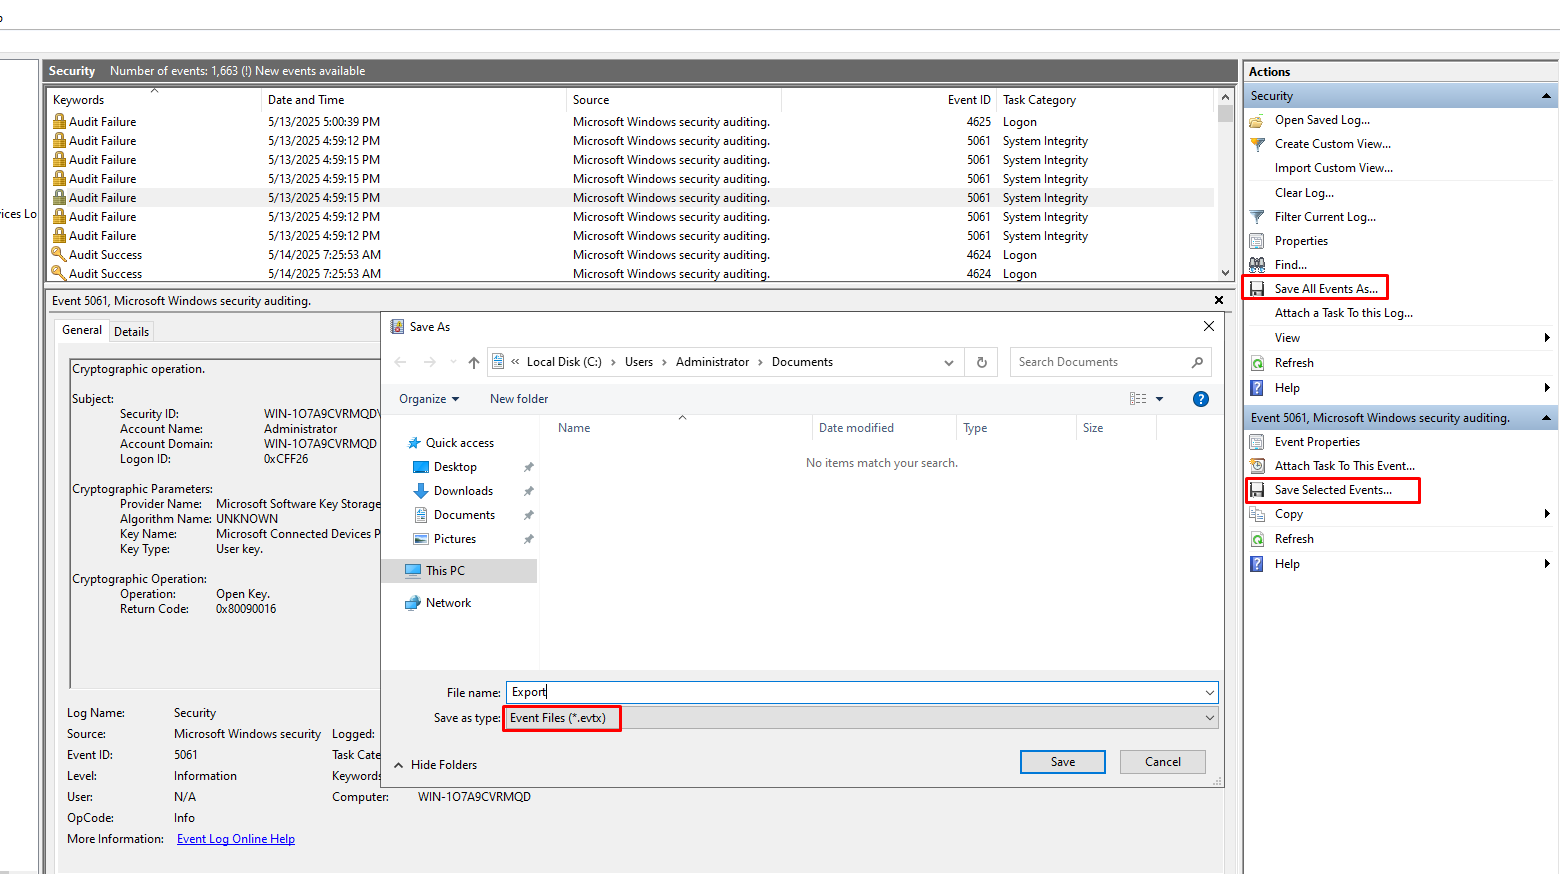 Security Number of events: 1,663 (!) New events available
Keywords Date and Time Source Event ID Task Category
Audit Failure 5/13/2025 5:00:39 PM Microsoft Windows security auditing. 4625 Logon
Audit Failure 5/13/2025 4:59:12 PM Microsoft Windows security auditing. 5061 System Integrity
Audit Failure 5/13/2025 4:59:15 PM Microsoft Windows security auditing. 5061 System Integrity
Audit Failure 5/13/2025 4:59:15 PM Microsoft Windows security auditing. 5061 System Integrity
Audit Failure 5/13/2025 4:59:15 PM Microsoft Windows security auditing. 5061 System Integrity
Audit Failure 5/13/2025 4:59:12 PM Microsoft Windows security auditing. 5061 System Integrity
Audit Failure 5/13/2025 4:59:12 PM Microsoft Windows security auditing. 5061 System Integrity
Audit Success 5/14/2025 7:25:53 AM Microsoft Windows security auditing. 4624 Logon
Audit Success 5/14/2025 7:25:53 AM Microsoft Windows security auditing. 4624 Logon
ices Lo
Event 5061, Microsoft Windows security auditing.
General Details
Cryptographic operation.
Subject:
Security ID: WIN-1O7A9CVRMQD\
Account Name: Administrator
Account Domain: WIN-1O7A9CVRMQD
Logon ID: 0xCFF26
Cryptographic Parameters:
Provider Name: Microsoft Software Key Storage
Algorithm Name: UNKNOWN
Key Name: Microsoft Connected Devices P
Key Type: User key.
Cryptographic Operation:
Operation: Open Key.
Return Code: 0x80090016
Log Name: Security
Source: Microsoft Windows security Logged:
Event ID: 5061 Task Cate
Level: Information Keywords
User: N/A Computer: WIN-1O7A9CVRMQD
OpCode: Info
More Information: Event Log Online Help
Save As
« Local Disk (C:) › Users › Administrator › Documents
Search Documents
Organize New folder
Name Date modified Type Size
No items match your search.
Quick access
Desktop
Downloads
Documents
Pictures
This PC
Network
File name: Export
Save as type: Event Files (*.evtx)
Hide Folders
Save Cancel
Actions
Security
Open Saved Log...
Create Custom View...
Import Custom View...
Clear Log...
Filter Current Log...
Properties
Find...
Save All Events As...
Attach a Task To this Log...
View
Refresh
Help
Event 5061, Microsoft Windows security auditing.
Event Properties
Attach Task To This Event...
Save Selected Events...
Copy
Refresh
Help